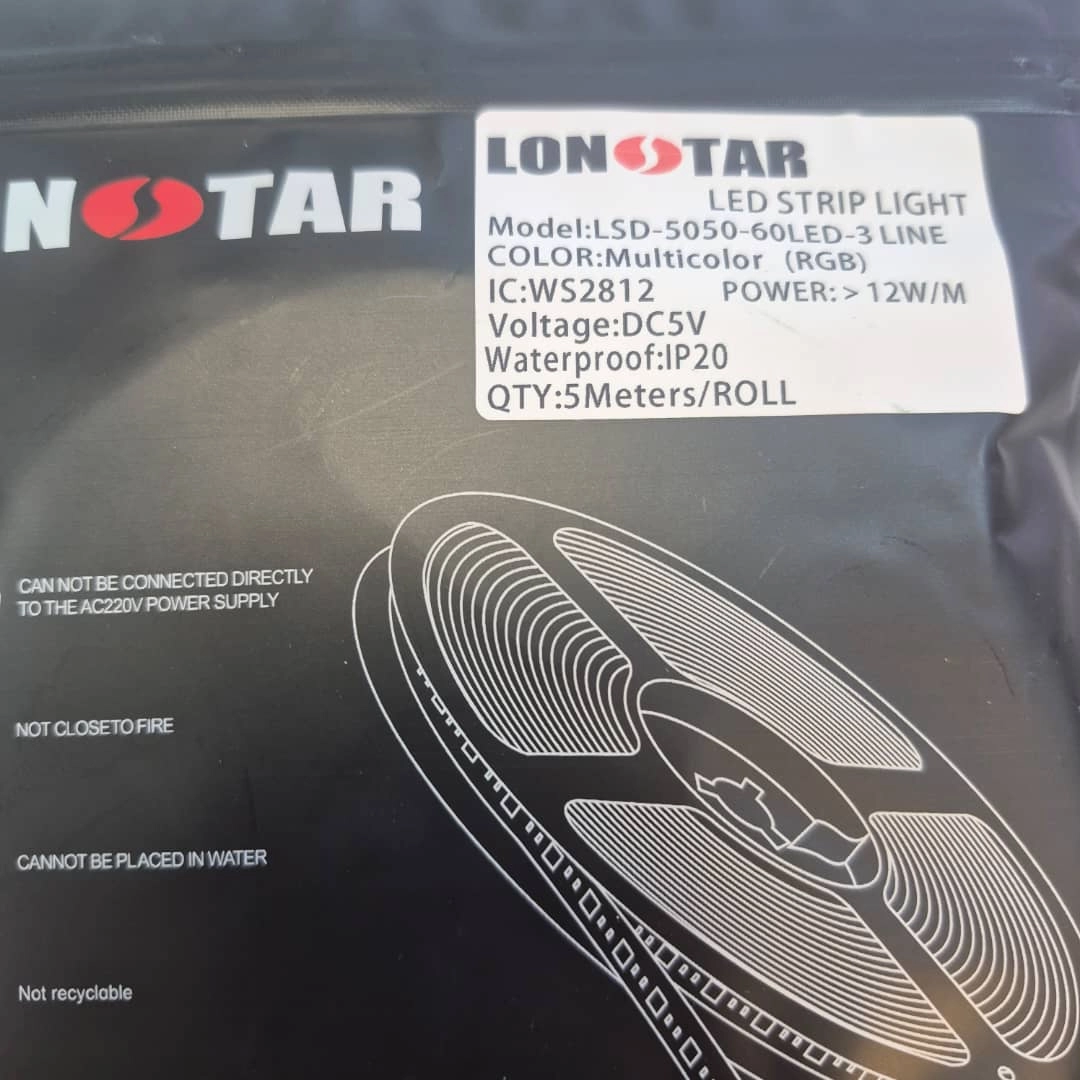 NSTAR
LONSTAR
LED STRIP LIGHT
Model:LSD-5050-60LED-3 LINE
COLOR:Multicolor (RGB)
IC:WS2812 POWER:>12W/M
Voltage:DC5V
Waterproof:IP20
QTY:5Meters/ROLL
CAN NOT BE CONNECTED DIRECTLY
TO THE AC220V POWER SUPPLY
NOT CLOSETO FIRE
CANNOT BE PLACED IN WATER
Not recyclable